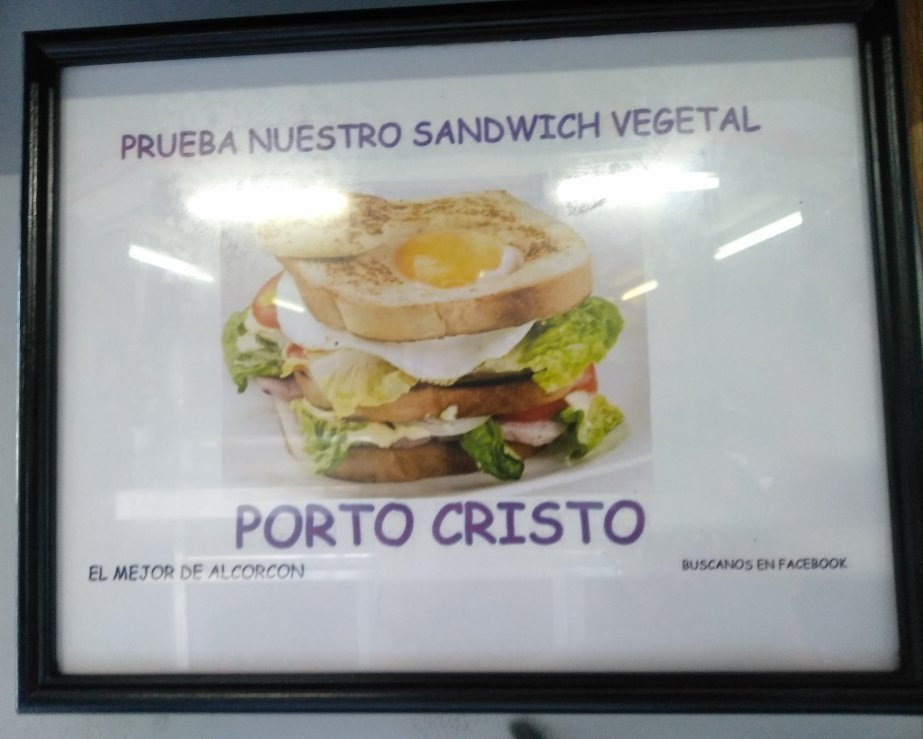 PRUEBA NUESTRO SANDWICH VEGETAL
PORTO CRISTO
EL MEJOR DE ALCORCON
BUSCANOS EN FACEBOOK